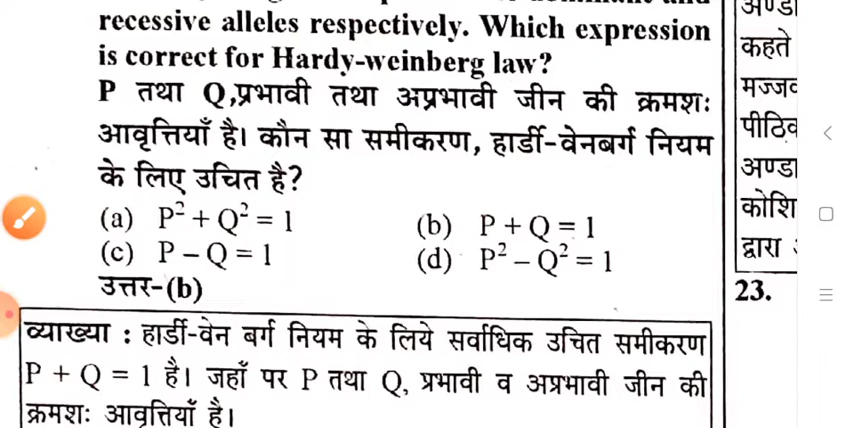 recessive alleles respectively. Which expression
is correct for Hardy-weinberg law?
P तथा Q,प्रभावी तथा अप्रभावी जीन की क्रमशः
आवृत्तियाँ है। कौन सा समीकरण, हार्डी-वेनबर्ग नियम
के लिए उचित है?
(a) P² + Q² = 1 (b) P + Q = 1
(c) P – Q = 1 (d) P² – Q² = 1
उत्तर-(b)
व्याख्या : हार्डी-वेन बर्ग नियम के लिये सर्वाधिक उचित समीकरण
P + Q = 1 है। जहाँ पर P तथा Q, प्रभावी व अप्रभावी जीन की
क्रमशः आवृत्तियाँ है।
कहते
अण्डा
द्वारा
23.